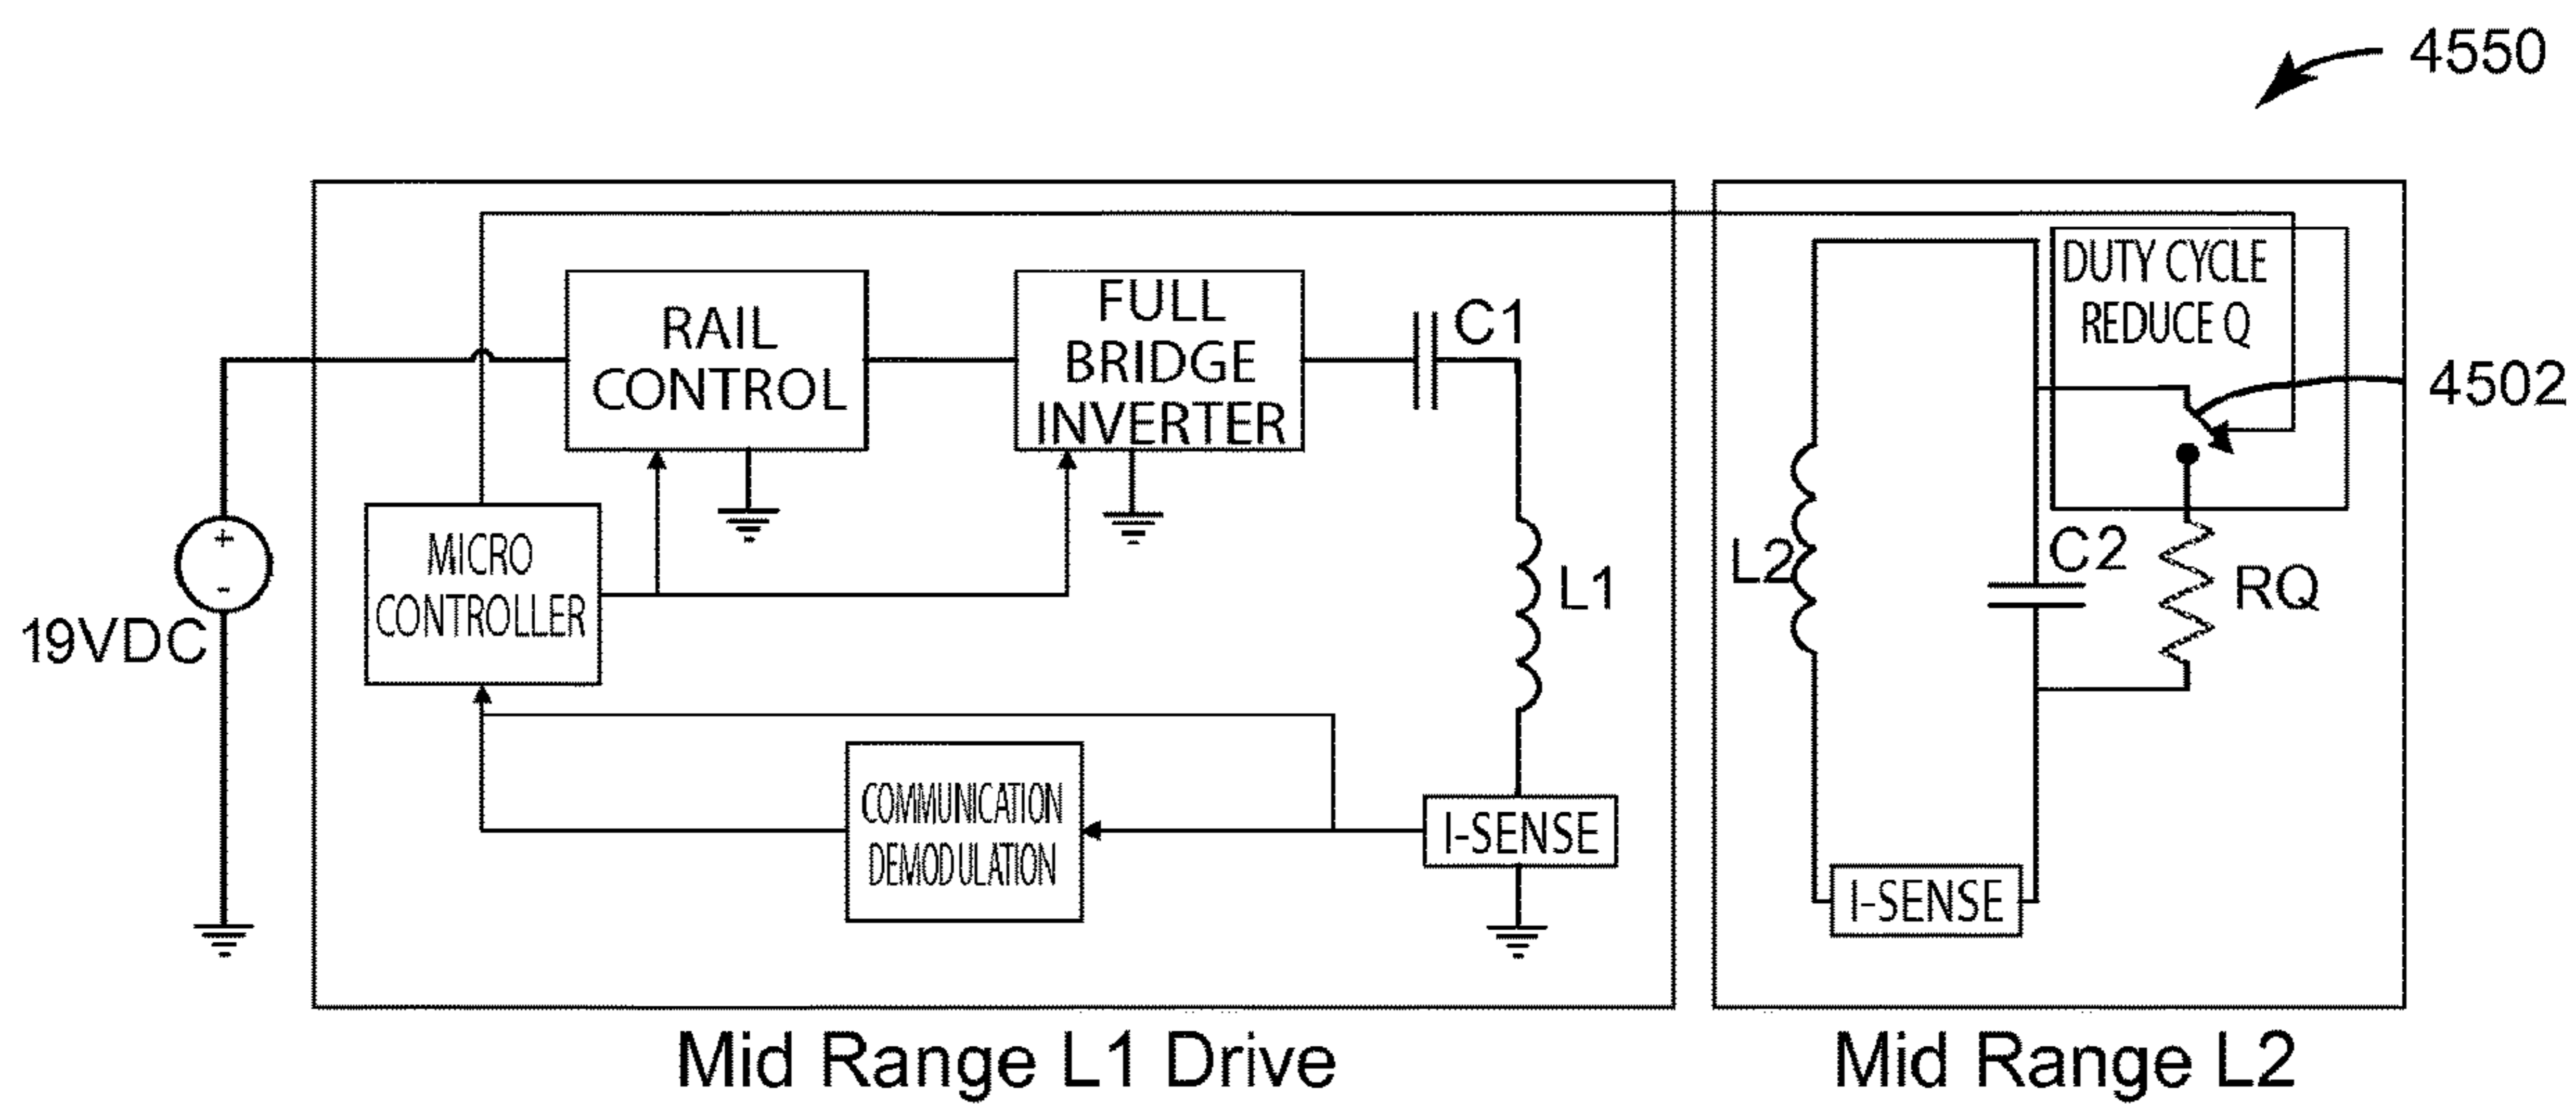 4550
DUTY CYCLE
REDUCE Q
4502
RAIL
CONTROL
FULL
BRIDGE
INVERTER
C1
MICRO
CONTROLLER
+
-
19VDC
L1
L2
C2
RQ
COMMUNICATION
DEMODULATION
I-SENSE
I-SENSE
Mid Range L1 Drive
Mid Range L2